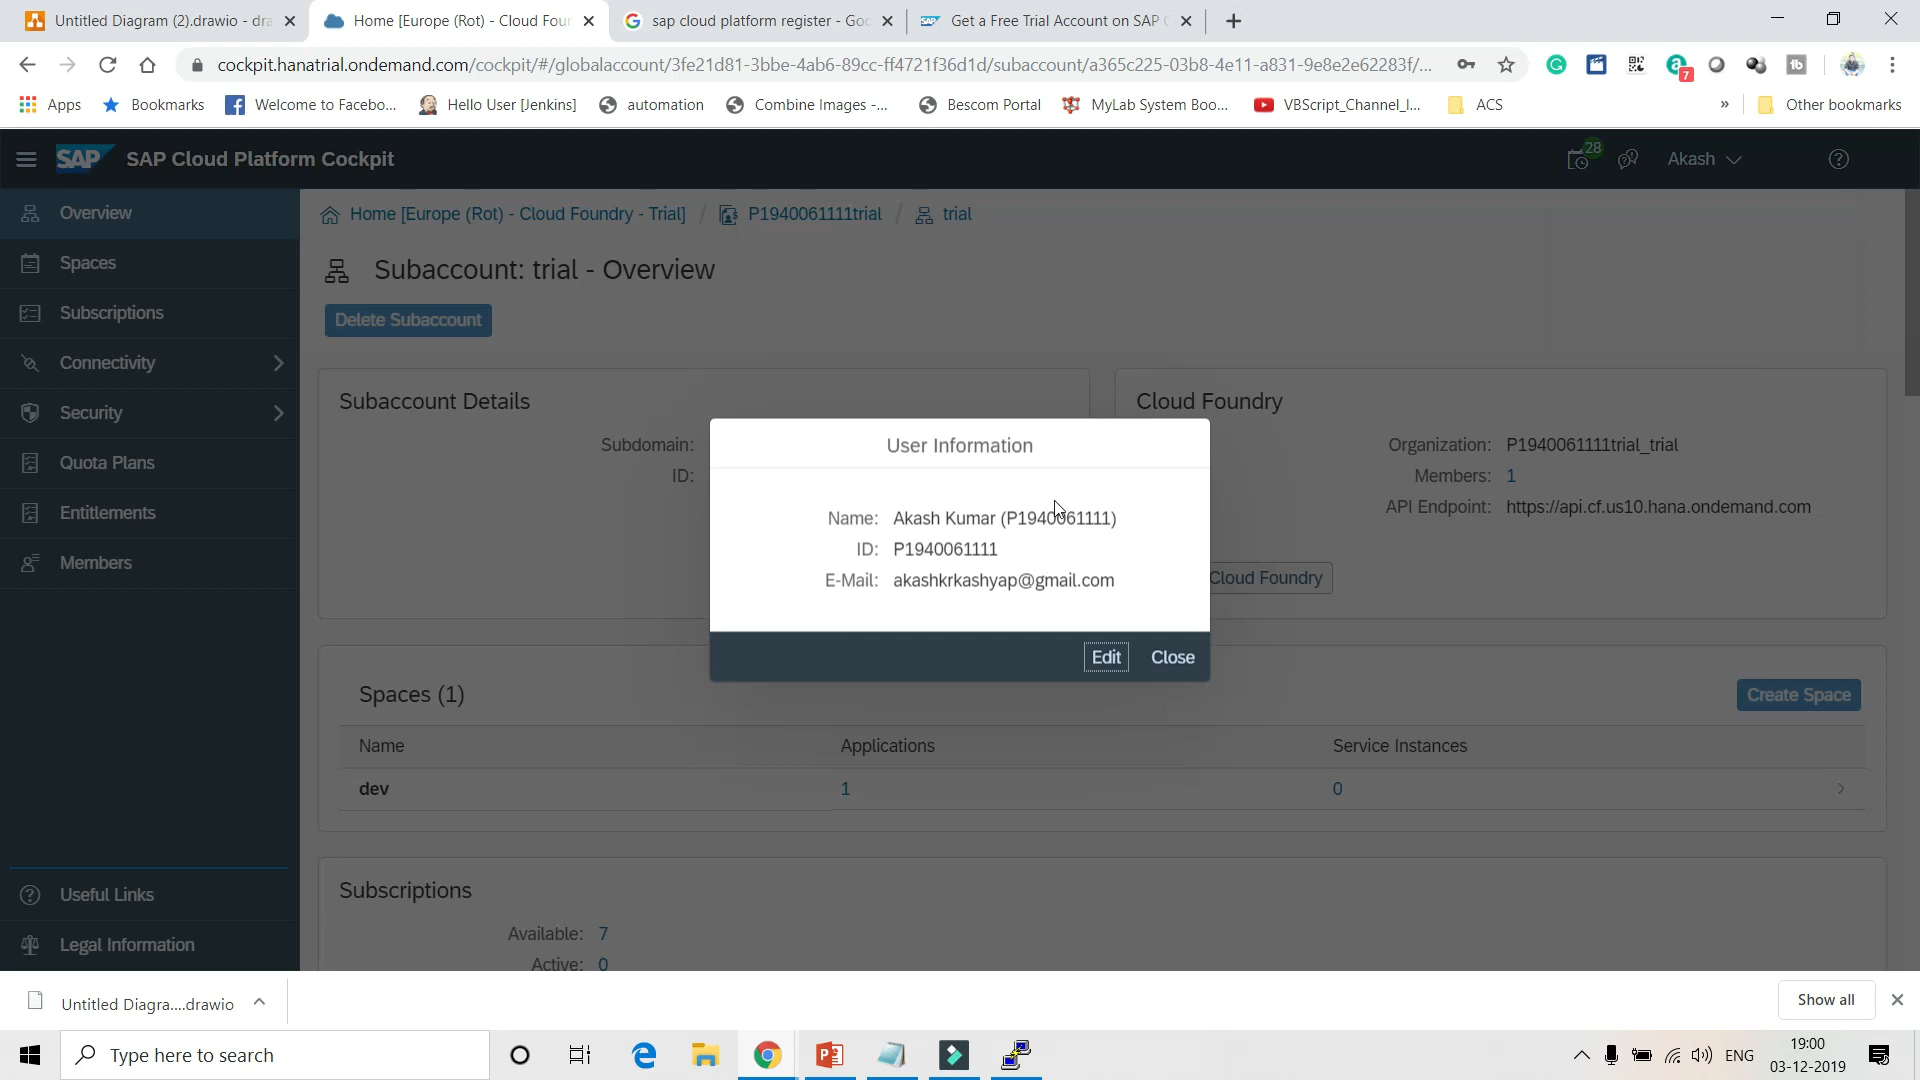 Untitled Diagram (2).drawio - dra
Home [Europe (Rot) - Cloud Four
sap cloud platform register - Goo
Get a Free Trial Account on SAP C
cockpit.hanatrial.ondemand.com/cockpit/#/globalaccount/3fe21d81-3bbe-4ab6-89cc-ff4721f36d1d/subaccount/a365c225-03b8-4e11-a831-9e8e2e62283f/...
7
Apps
Bookmarks
Welcome to Facebo...
Hello User [Jenkins]
automation
Combine Images -...
Bescom Portal
MyLab System Boo...
VBScript_Channel_I...
ACS
»
Other bookmarks
SAP
SAP Cloud Platform Cockpit
28
Akash
Overview
Spaces
Subscriptions
Connectivity
Security
Quota Plans
Entitlements
Members
Useful Links
Legal Information
Home [Europe (Rot) - Cloud Foundry - Trial] / P1940061111trial / trial
Subaccount: trial - Overview
Delete Subaccount
Subaccount Details
Subdomain:
ID:
Cloud Foundry
Organization: P1940061111trial_trial
Members: 1
API Endpoint: https://api.cf.us10.hana.ondemand.com
Cloud Foundry
User Information
Name: Akash Kumar (P1940061111)
ID: P1940061111
E-Mail: akashkrkashyap@gmail.com
Edit
Close
Spaces (1)
Create Space
Name Applications Service Instances
dev 1 0
Subscriptions
Available: 7
Active: 0
Untitled Diagra....drawio
Show all
Type here to search
ENG
19:00
03-12-2019